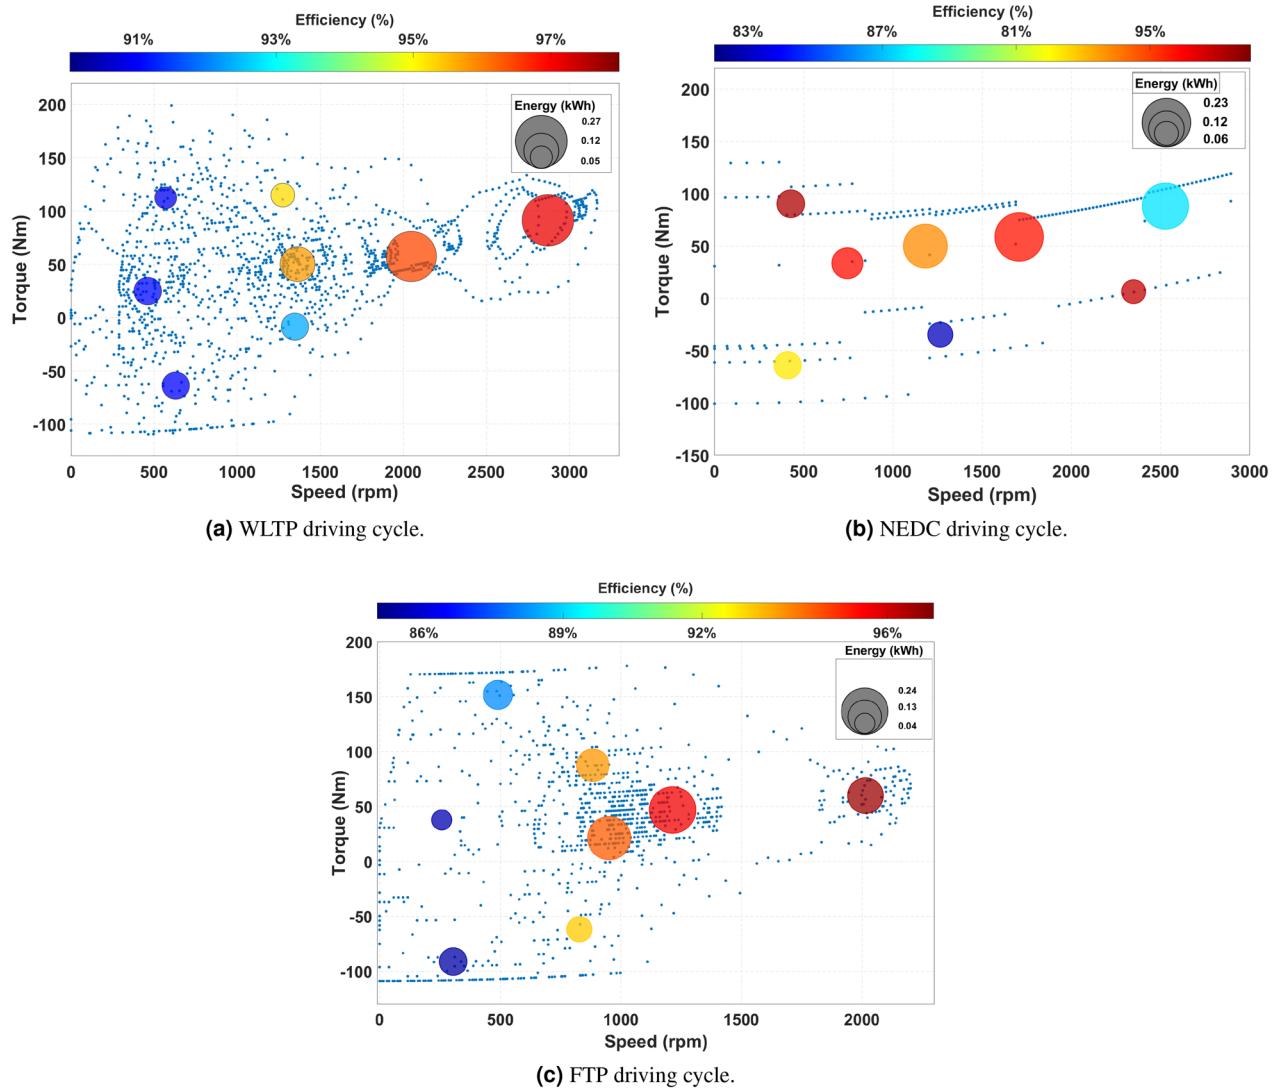 Efficiency (%)
91% 93% 95% 97%
Energy (kWh)
0.27
0.12
0.05
Torque (Nm)
200
150
100
50
0
-50
-100
0 500 1000 1500 2000 2500 3000
Speed (rpm)
(a) WLTP driving cycle.
Efficiency (%)
83% 87% 81% 95%
Energy (kWh)
0.23
0.12
0.06
Torque (Nm)
200
150
100
50
0
-50
-100
-150
0 500 1000 1500 2000 2500 3000
Speed (rpm)
(b) NEDC driving cycle.
Efficiency (%)
86% 89% 92% 96%
Energy (kWh)
0.24
0.13
0.04
Torque (Nm)
200
150
100
50
0
-50
-100
0 500 1000 1500 2000
Speed (rpm)
(c) FTP driving cycle.